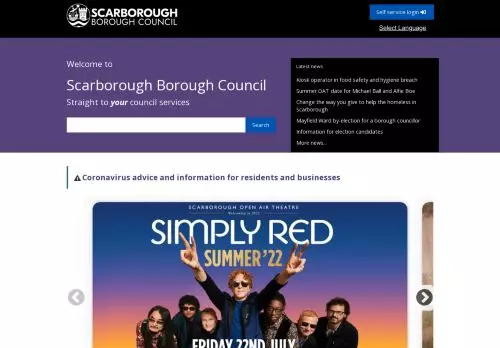 SCARBOROUGH
BOROUGH COUNCIL
Self service login
Select Language
Welcome to
Scarborough Borough Council
Straight to your council services
Search
Latest news
Kiosk operator in food safety and hygiene breach
Summer OAT date for Michael Ball and Alfie Boe
Change the way you give to help the homeless in
Scarborough
Mayfield Ward by-election for a borough councillor
Information for election candidates
More news...
Coronavirus advice and information for residents and businesses
SCARBOROUGH OPEN AIR THEATRE
Welcoming in 2022
SIMPLY RED
SUMMER '22
FRIDAY 22ND JULY